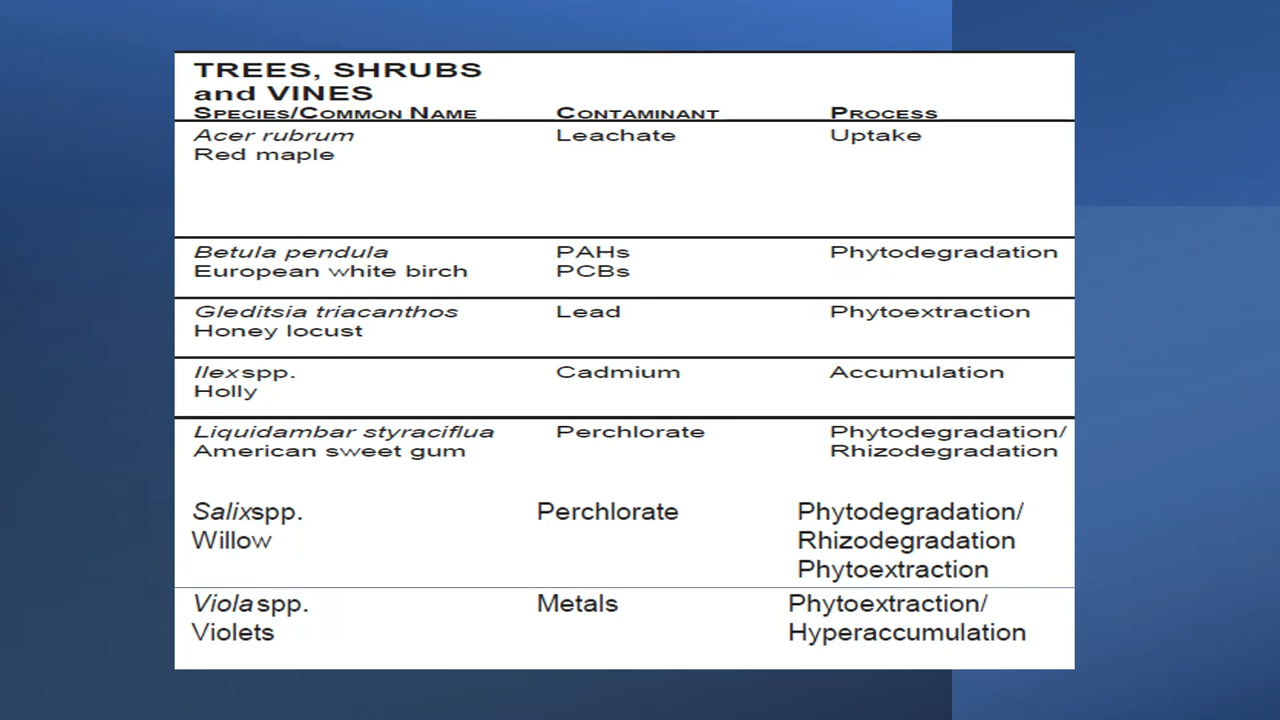 TREES, SHRUBS
and VINES
SPECIES/COMMON NAME CONTAMINANT PROCESS
Acer rubrum Leachate Uptake
Red maple
Betula pendula PAHs Phytodegradation
European white birch PCBs
Gleditsia triacanthos Lead Phytoextraction
Honey locust
Ilex spp. Cadmium Accumulation
Holly
Liquidambar styraciflua Perchlorate Phytodegradation/
American sweet gum Rhizodegradation
Salix spp. Perchlorate Phytodegradation/
Willow Rhizodegradation
Phytoextraction
Viola spp. Metals Phytoextraction/
Violets Hyperaccumulation